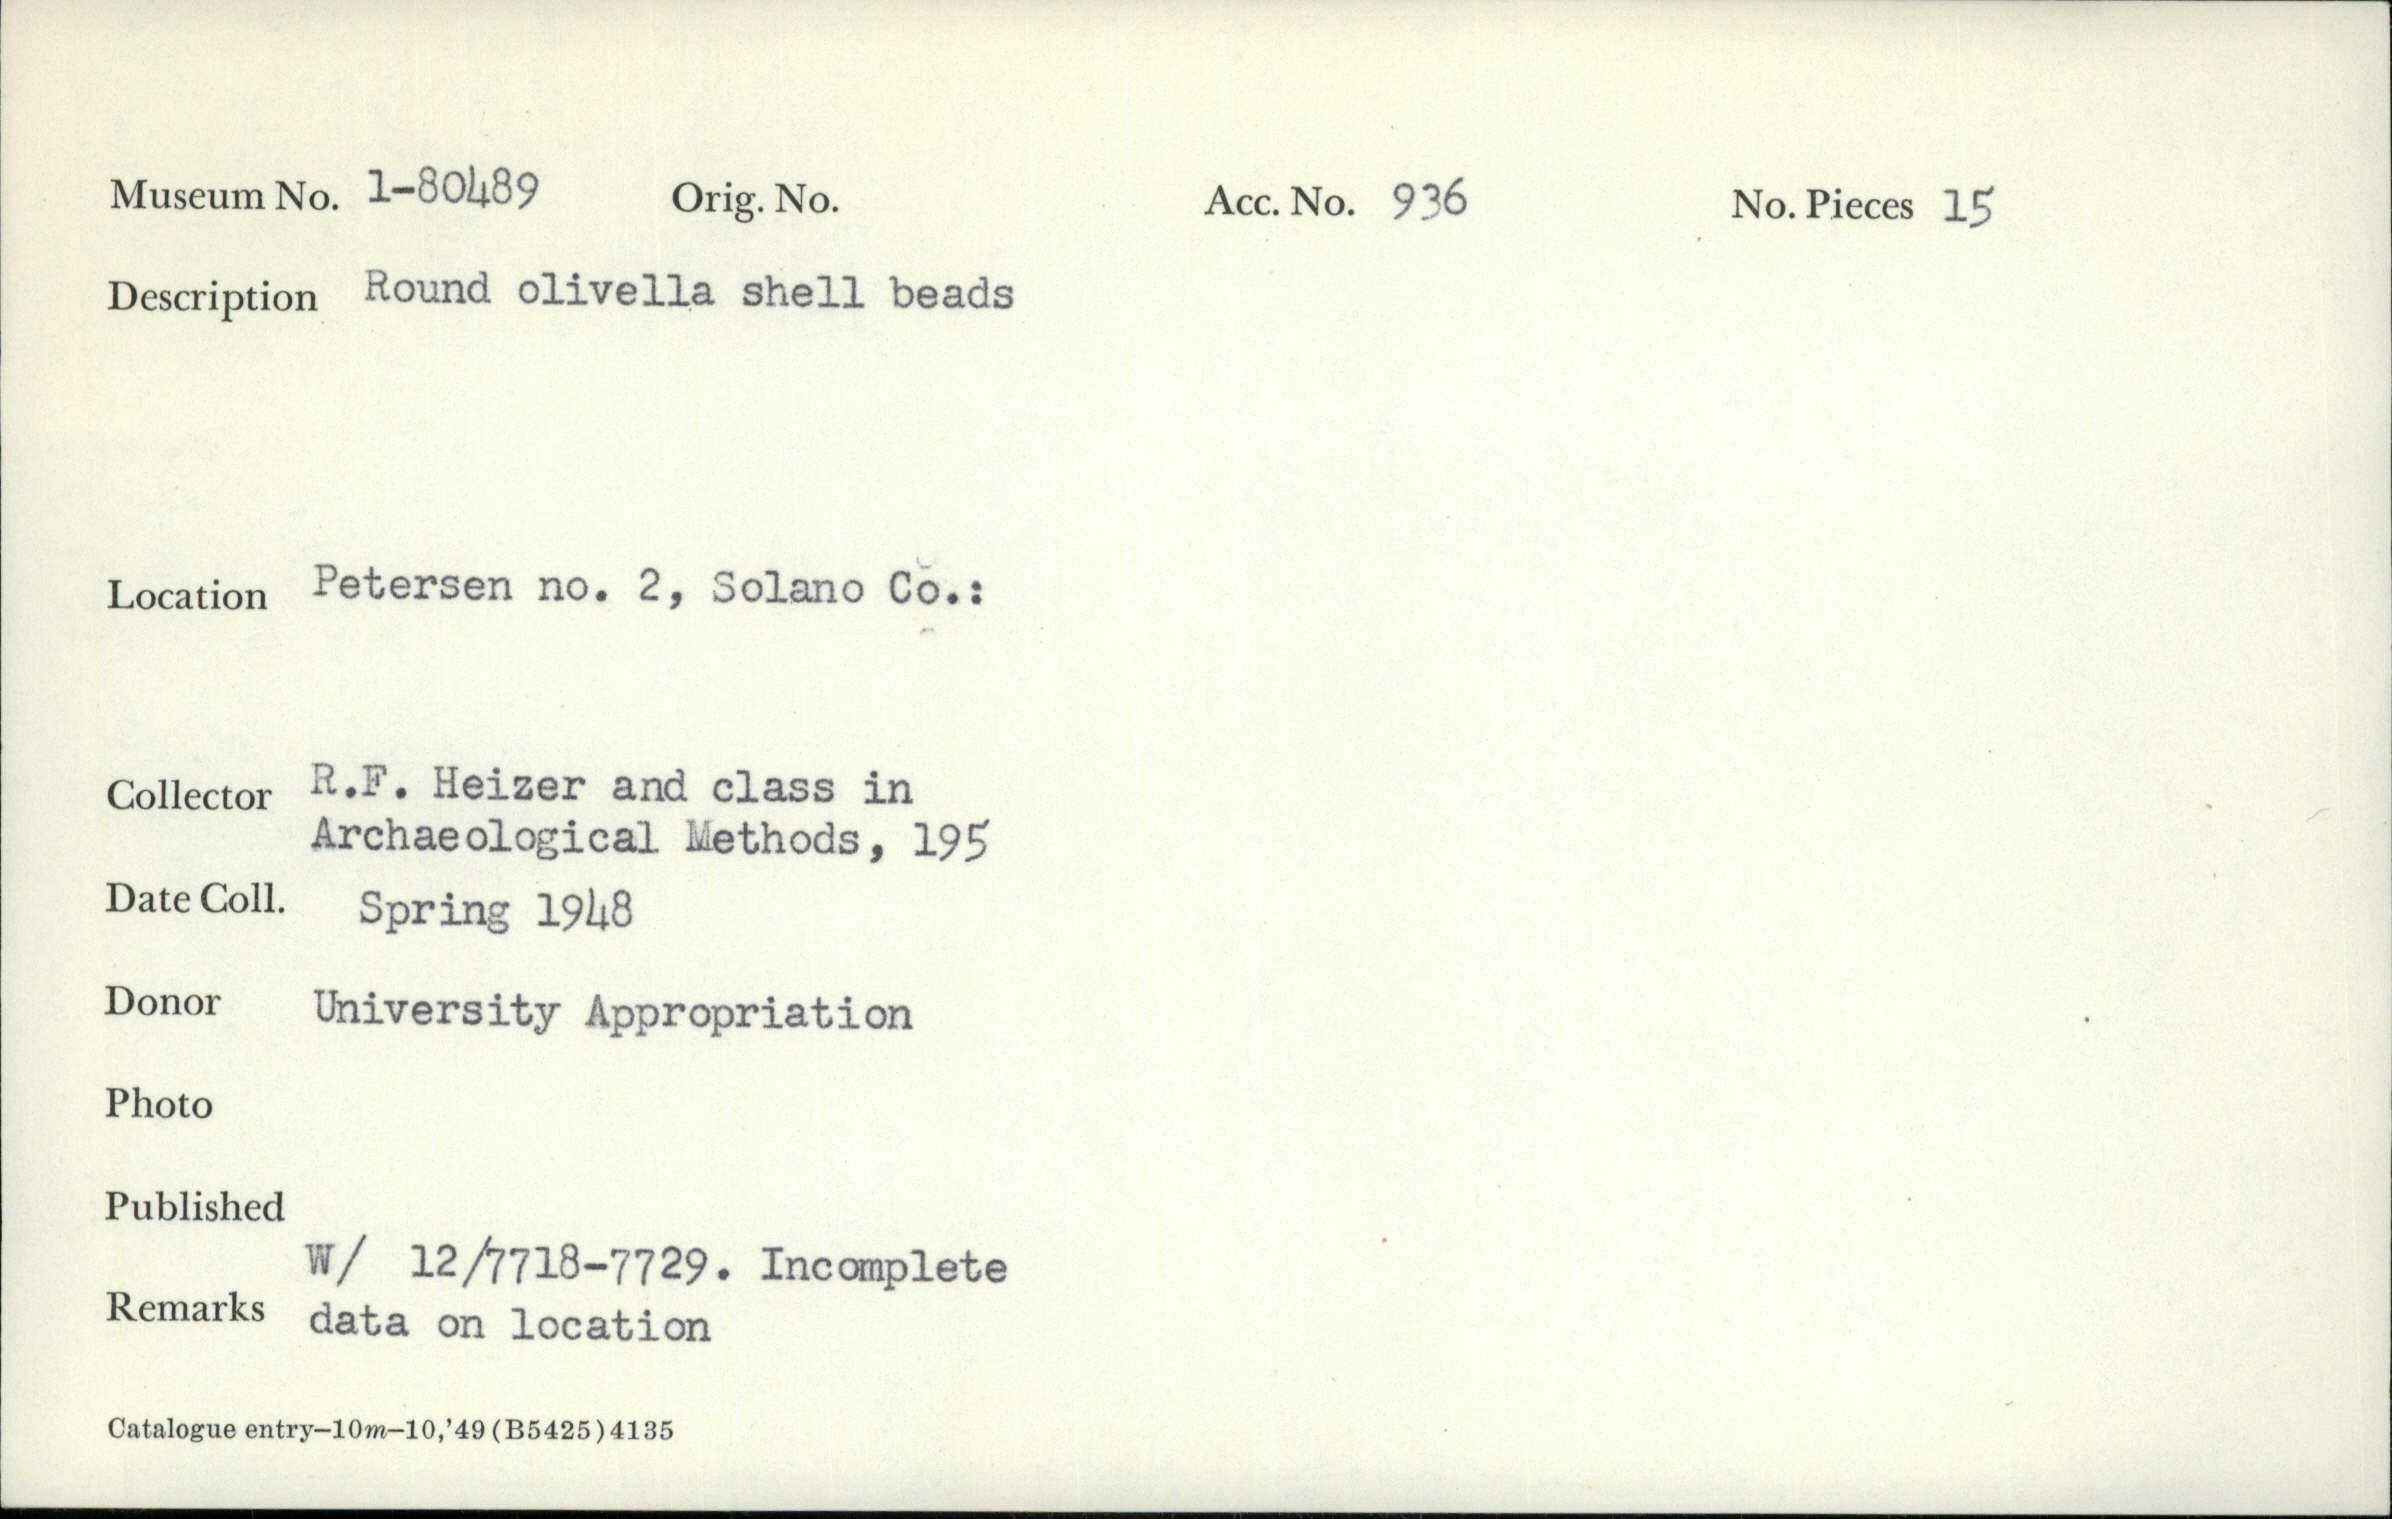 Museum No. 1-80489 Orig. No. Acc. No. 936 No. Pieces 15
Description Round olivella shell beads
Location Petersen no. 2, Solano Co.:
Collector R.F. Heizer and class in
Archaeological Methods, 195
Date Coll. Spring 1948
Donor University Appropriation
Photo
Published
W/ 12/7718-7729. Incomplete
Remarks data on location
Catalogue entry—10m—10,'49 (B5425) 4135